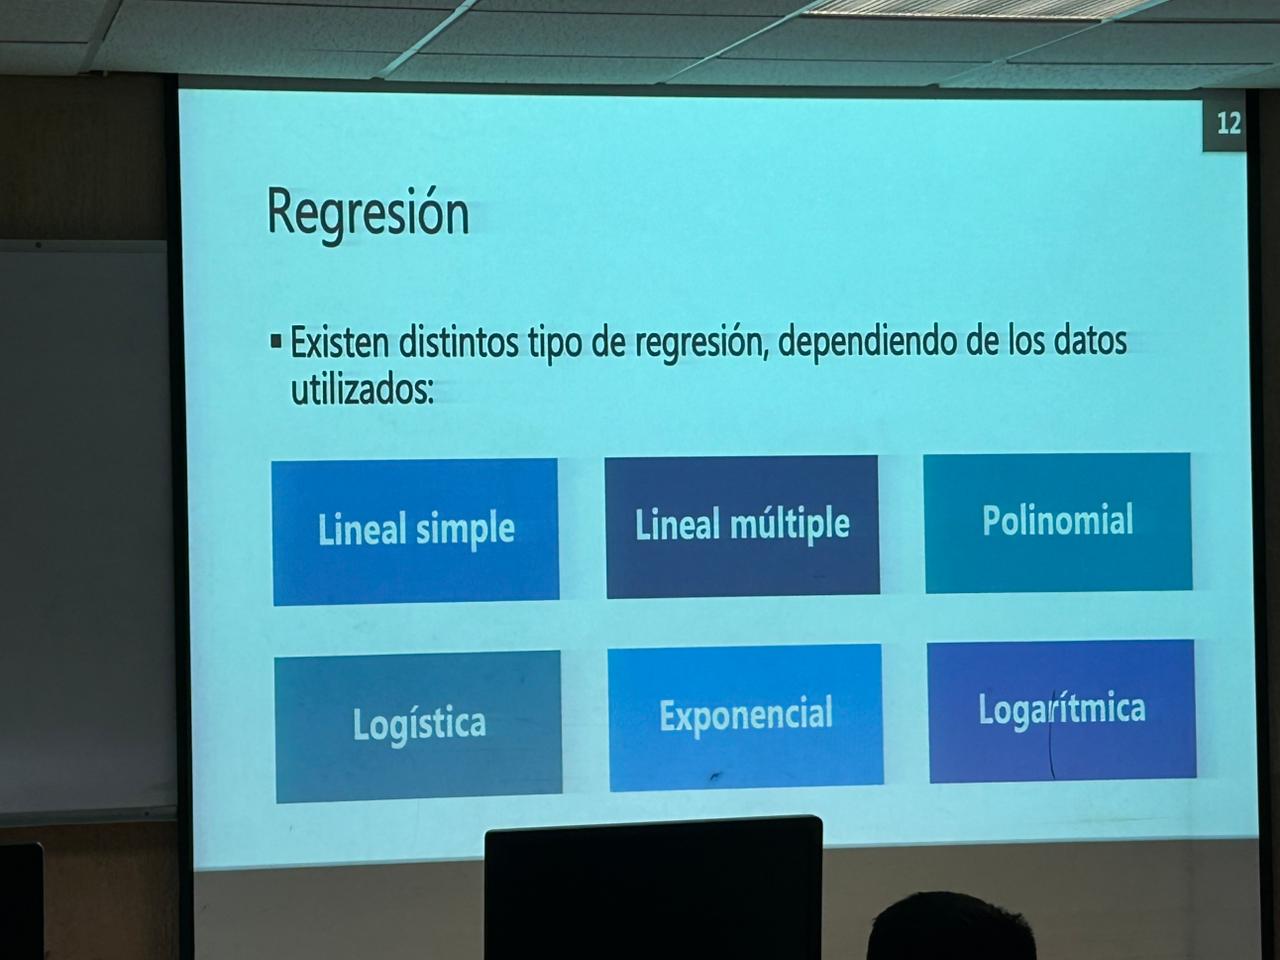 12
Regresión
▪ Existen distintos tipo de regresión, dependiendo de los datos
utilizados:
Lineal simple
Lineal múltiple
Polinomial
Logística
Exponencial
Logarítmica